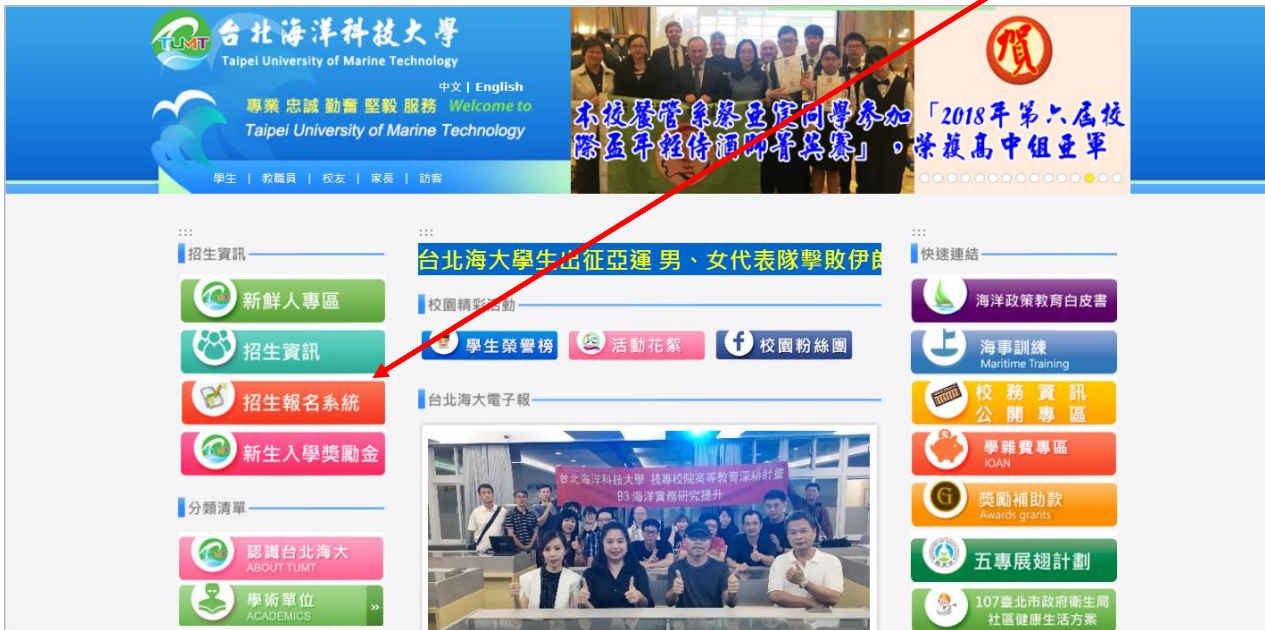 TUMT
台北海洋科技大學
Taipei University of Marine Technology
中文 | English
專業 忠誠 勤奮 堅毅 服務 Welcome to
Taipei University of Marine Technology
學生 | 教職員 | 校友 | 家長 | 訪客
賀
本校餐管系蔡亚宸同學參加「2018年第六屆校
際盃年輕侍酒師菁英賽」,榮獲高中組亞軍
:::
招生資訊
新鮮人專區
招生資訊
招生報名系統
新生入學獎勵金
分類清單
認識台北海大
ABOUT TUMT
學術單位
ACADEMICS
»
:::
台北海大學生出征亞運 男、女代表隊擊敗伊朗
校園精彩活動
學生榮譽榜
活動花絮
校園粉絲團
台北海大電子報
台北海洋科技大學 技專校院高等教育深耕計畫
B3 海洋實務研究提升
:::
快速連結
海洋政策教育白皮書
海事訓練
Maritime Training
校務資訊
公開專區
學雜費專區
lOAN
獎勵補助款
Awards grants
五專展翅計劃
107臺北市政府衛生局
社區健康生活方案